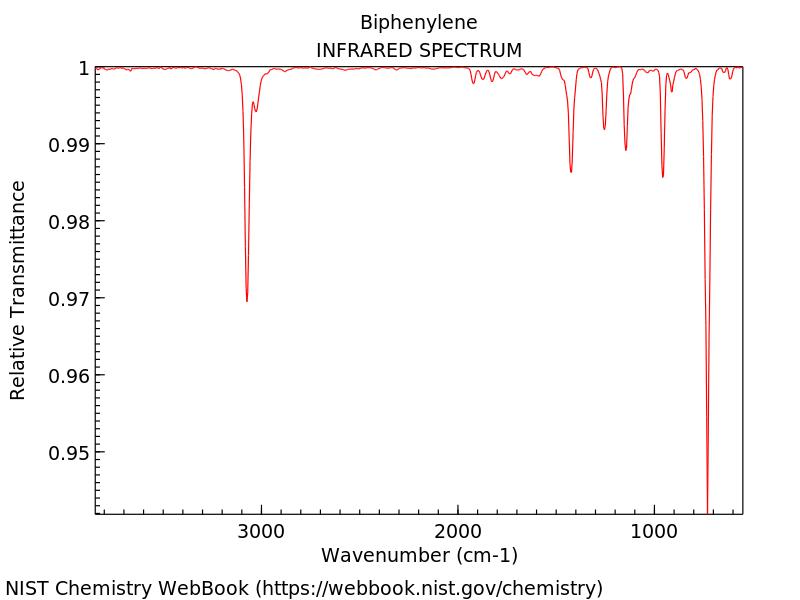 Biphenylene
INFRARED SPECTRUM
1
0.99
0.98
0.97
0.96
0.95
Relative Transmittance
3000
2000
1000
Wavenumber (cm-1)
NIST Chemistry WebBook (https://webbook.nist.gov/chemistry)